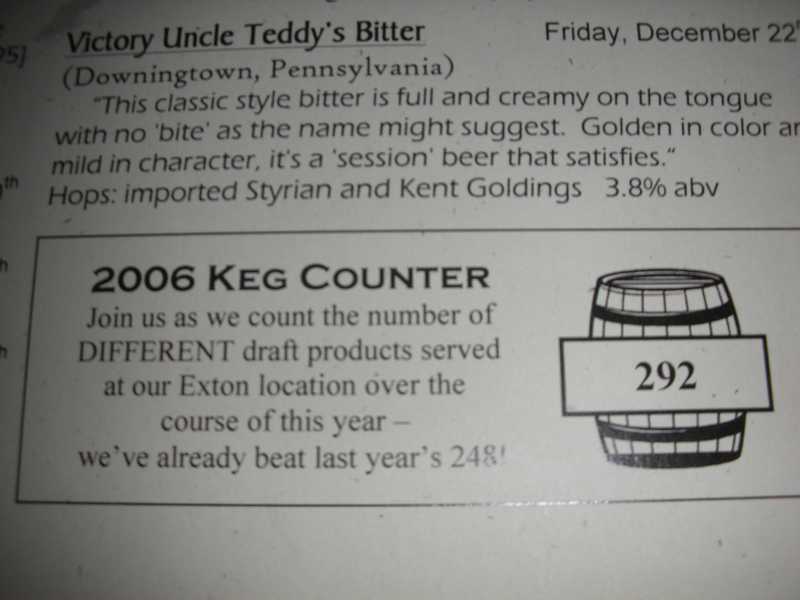 Victory Uncle Teddy's Bitter Friday, December 22
(Downingtown, Pennsylvania)
"This classic style bitter is full and creamy on the tongue
with no 'bite' as the name might suggest. Golden in color
mild in character, it's a 'session' beer that satisfies."
Hops: imported Styrian and Kent Goldings 3.8% abv
2006 KEG COUNTER
Join us as we count the number of
DIFFERENT draft products served
at our Exton location over the
course of this year –
we've already beat last year's 248!
292